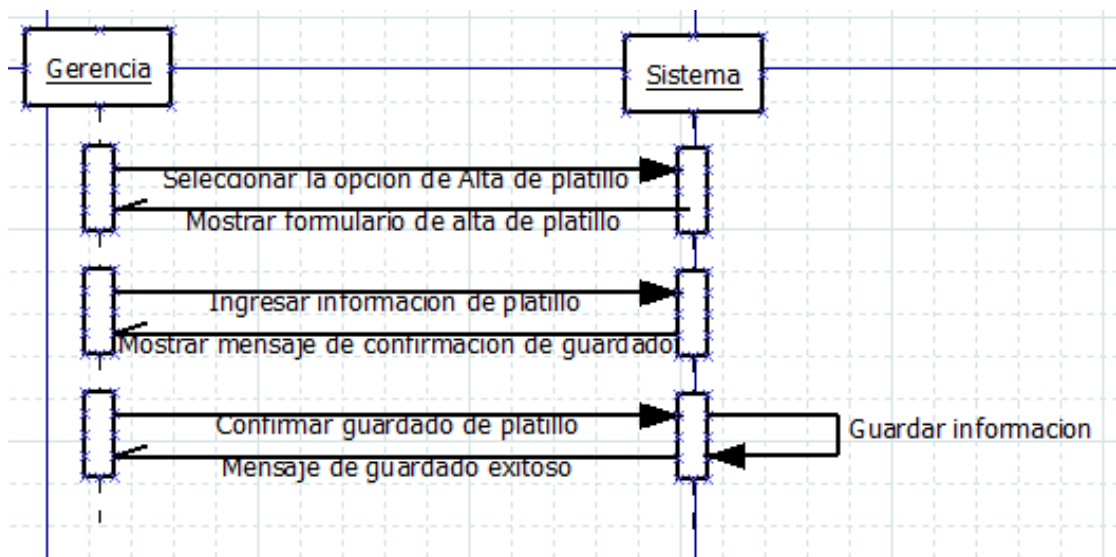 Gerencia
Sistema
Seleccionar la opcion de Alta de platillo
Mostrar formulario de alta de platillo
Ingresar informacion de platillo
Mostrar mensaje de confirmacion de guardado
Confirmar guardado de platillo
Guardar informacion
Mensaje de guardado exitoso